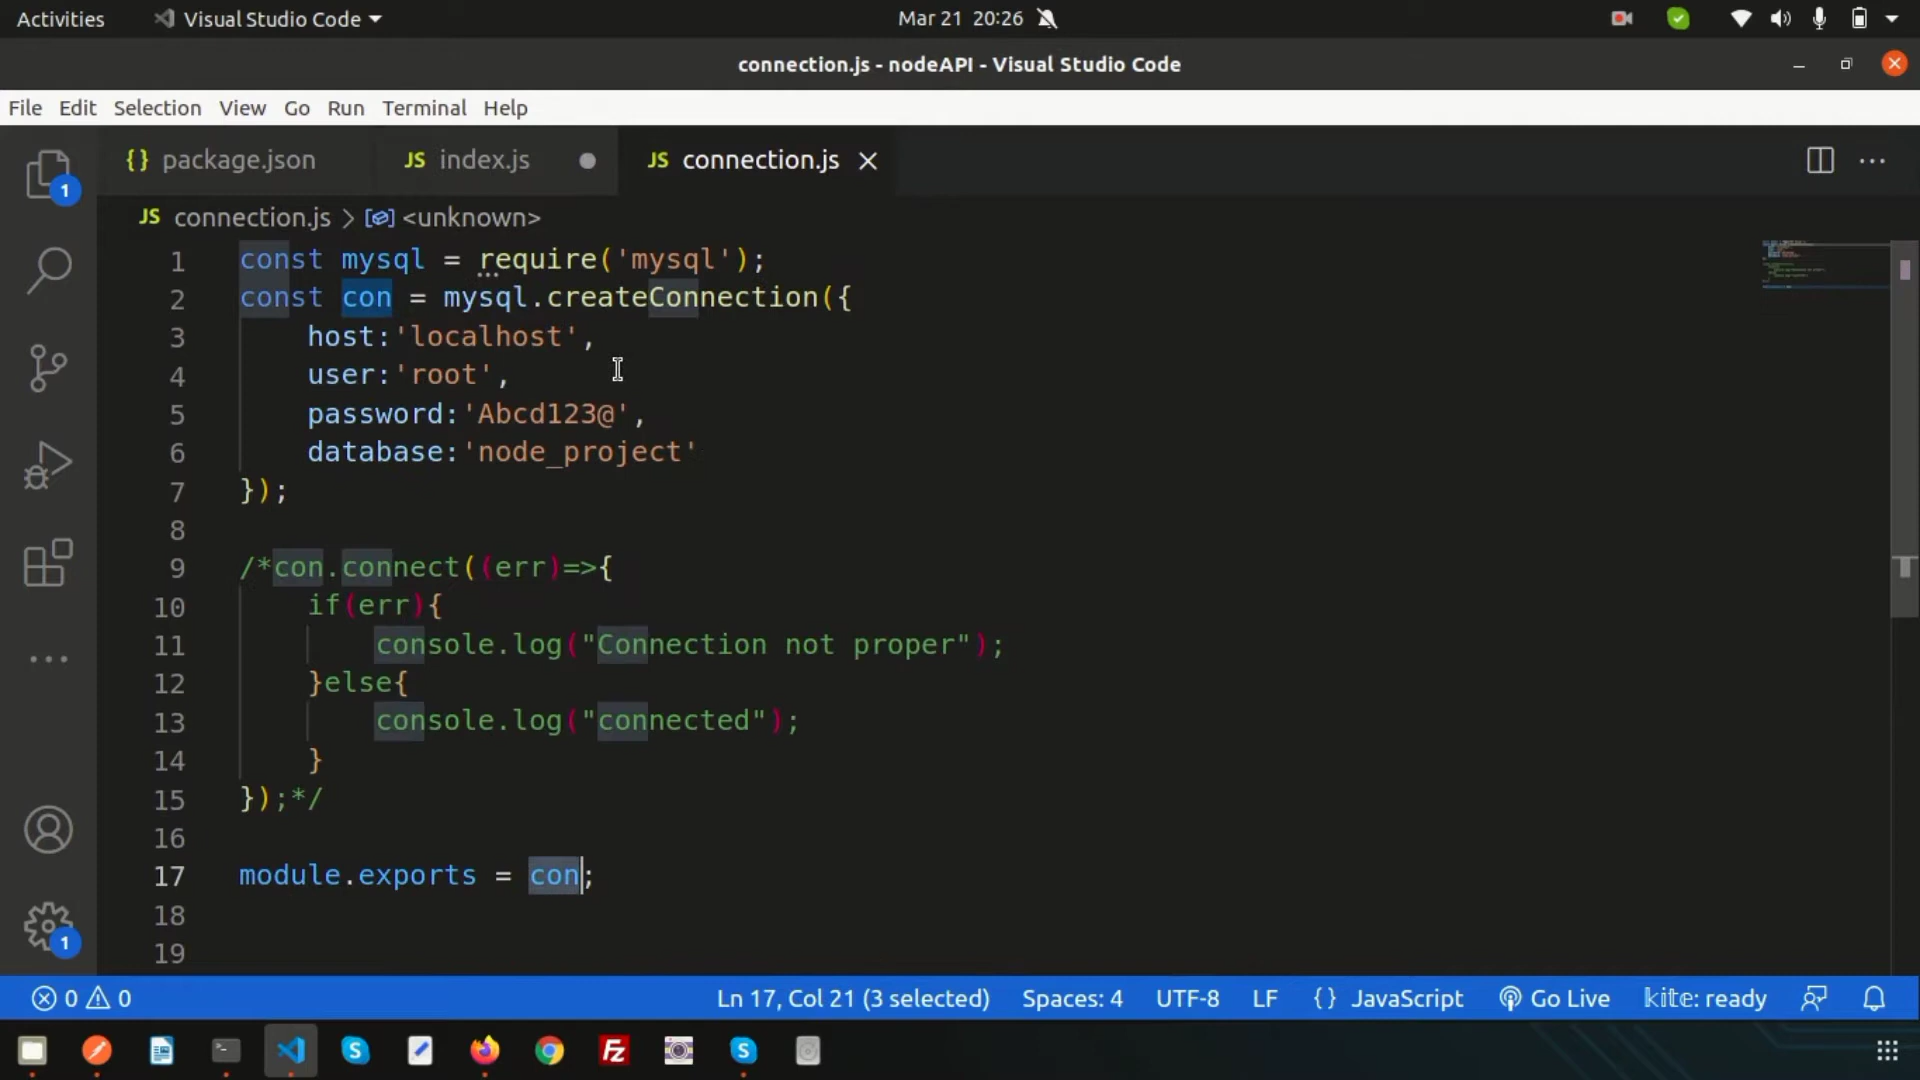 Activities
Visual Studio Code
Mar 21 20:26
connection.js - nodeAPI - Visual Studio Code
File Edit Selection View Go Run Terminal Help
{} package.json
JS index.js
JS connection.js
JS connection.js > <unknown>
1 const mysql = require('mysql');
2 const con = mysql.createConnection({
3 host:'localhost',
4 user:'root',
5 password:'Abcd123@',
6 database:'node_project'
7 });
8
9 /*con.connect((err)=>{
10 if(err){
11 console.log("Connection not proper");
12 }else{
13 console.log("connected");
14 }
15 });*/
16
17 module.exports = con;
18
19
1
1
0 0
Ln 17, Col 21 (3 selected)
Spaces: 4
UTF-8
LF
{} JavaScript
Go Live
kite: ready